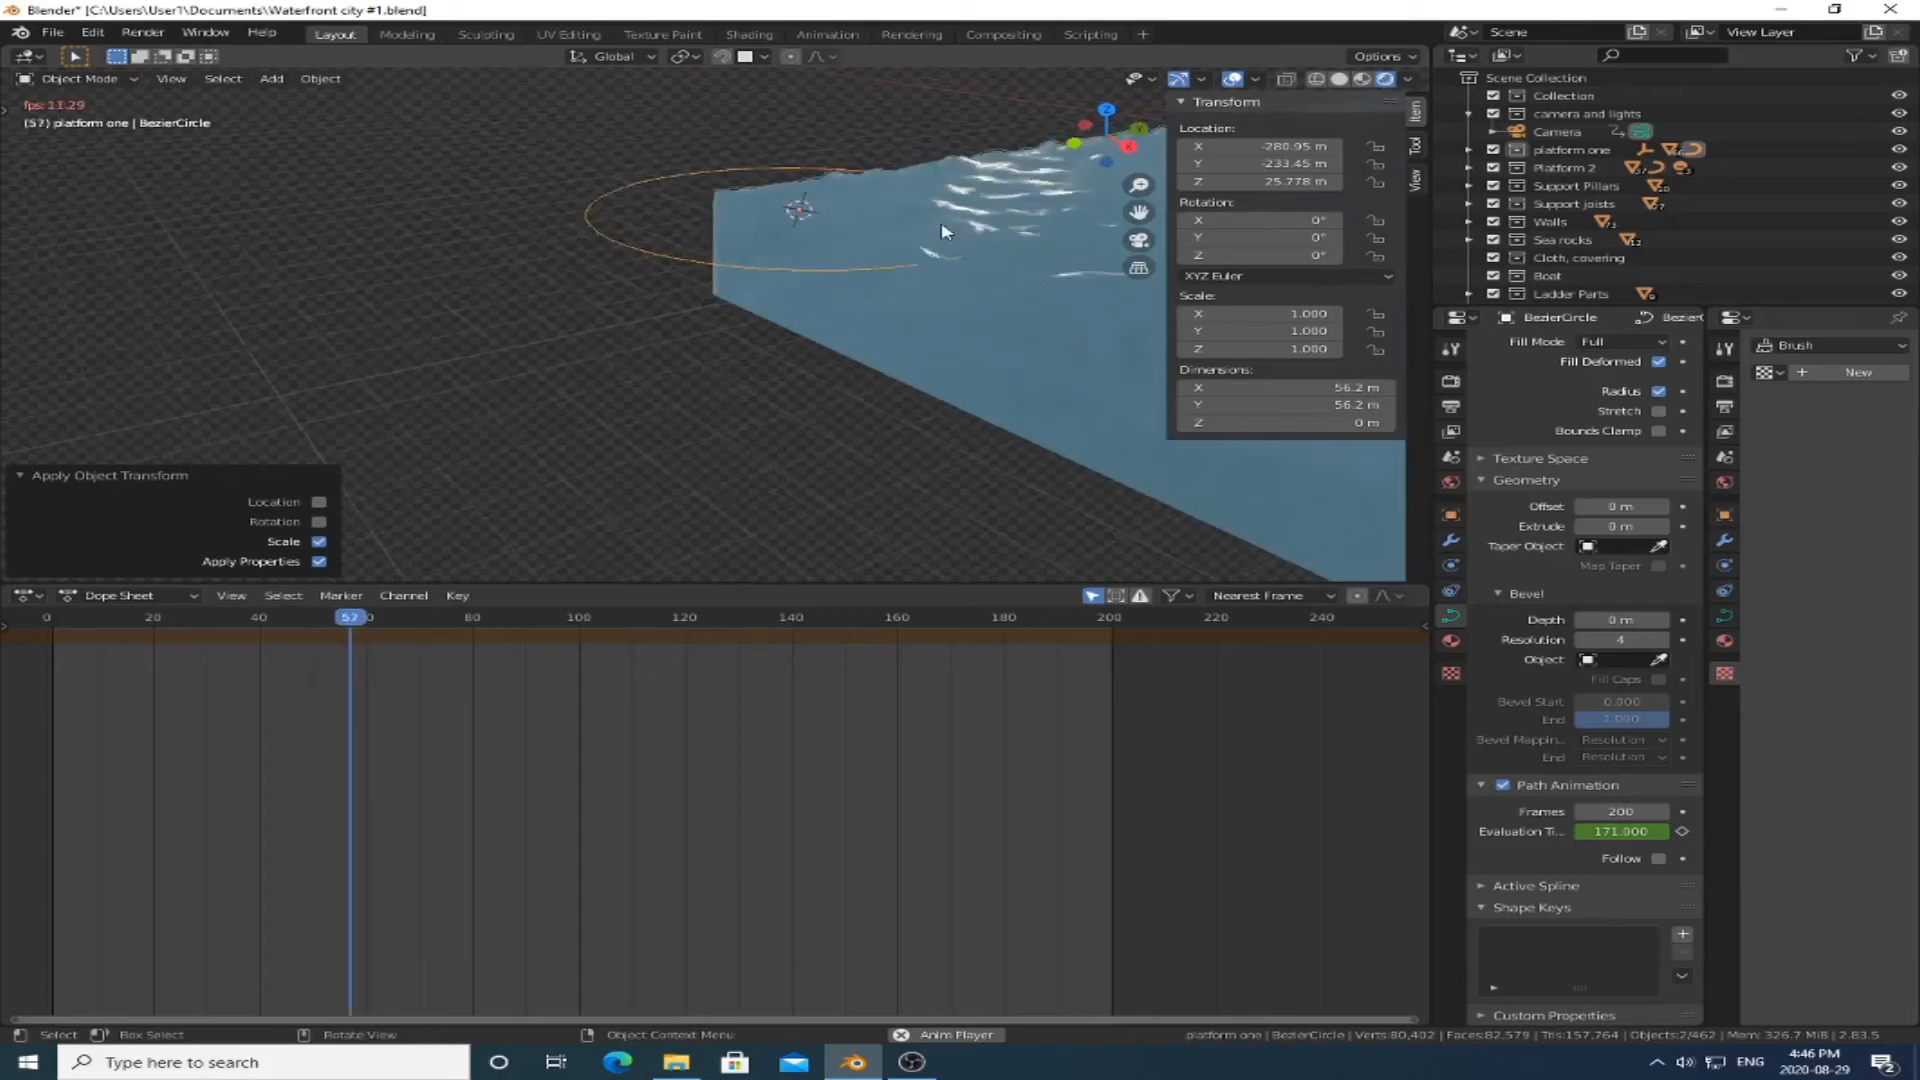 Blender* [C:\Users\User1\Documents\Waterfront city #1.blend]
File Edit Render Window Help
Layout Modeling Sculpting UV Editing Texture Paint Shading Animation Rendering Compositing Scripting +
Scene
View Layer
Global
Options
Object Mode View Select Add Object
fps: 11.29
(57) platform one | BezierCircle
Transform
Location:
X -280.95 m
Y -233.45 m
Z 25.778 m
Rotation:
X 0°
Y 0°
Z 0°
XYZ Euler
Scale:
X 1.000
Y 1.000
Z 1.000
Dimensions:
X 56.2 m
Y 56.2 m
Z 0 m
Item
Tool
View
Z
Y
X
Apply Object Transform
Location
Rotation
Scale
Apply Properties
Scene Collection
Collection
camera and lights
Camera
platform one
Platform 2
Support Pillars
Support joists
Walls
Sea rocks
Cloth, covering
Boat
Ladder Parts
BezierCircle
Fill Mode Full
Fill Deformed
Radius
Stretch
Bounds Clamp
Texture Space
Geometry
Offset 0 m
Extrude 0 m
Taper Object
Map Taper
Bevel
Depth 0 m
Resolution 4
Object
Fill Caps
Bevel Start 0.000
End 1.000
Bevel Mappin... Resolution
End Resolution
Path Animation
Frames 200
Evaluation Ti... 171.000
Follow
Active Spline
Shape Keys
Custom Properties
Brush
New
Dope Sheet View Select Marker Channel Key
Nearest Frame
0 20 40 57 80 100 120 140 160 180 200 220 240
Select Box Select Rotate View Object Context Menu Anim Player
platform one | BezierCircle | Verts:80,402 | Faces:82,579 | Tris:157,764 | Objects:2/462 | Mem: 326.7 MiB | 2.83.5
Type here to search
ENG
4:46 PM
2020-08-29
2